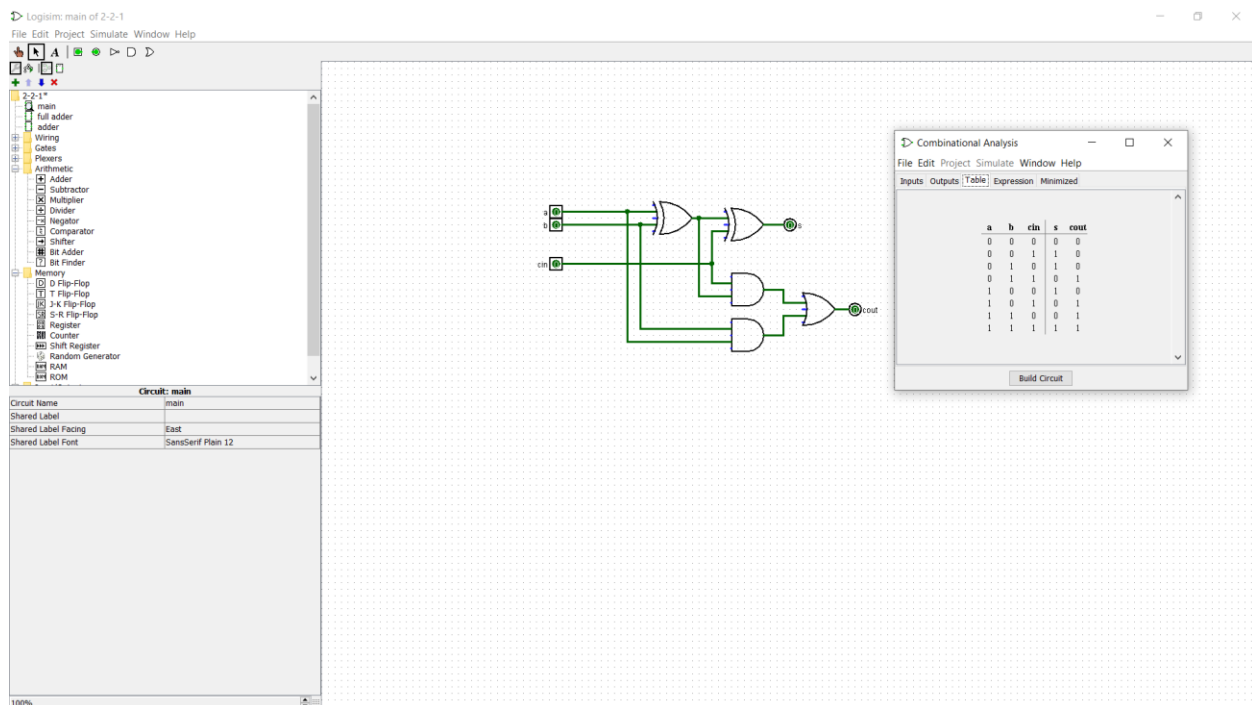 Logisim: main of 2-2-1
File Edit Project Simulate Window Help
A
2-2-1*
main
full adder
adder
Wiring
Gates
Plexers
Arithmetic
Adder
Subtractor
Multiplier
Divider
Negator
Comparator
Shifter
Bit Adder
Bit Finder
Memory
D Flip-Flop
T Flip-Flop
J-K Flip-Flop
S-R Flip-Flop
Register
Counter
Shift Register
Random Generator
RAM
ROM
Circuit: main
Circuit Name main
Shared Label
Shared Label Facing East
Shared Label Font SansSerif Plain 12
100%
a
b
s
cin
cout
Combinational Analysis
File Edit Project Simulate Window Help
Inputs Outputs Table Expression Minimized
a b cin s cout
0 0 0 0 0
0 0 1 1 0
0 1 0 1 0
0 1 1 0 1
1 0 0 1 0
1 0 1 0 1
1 1 0 0 1
1 1 1 1 1
Build Circuit